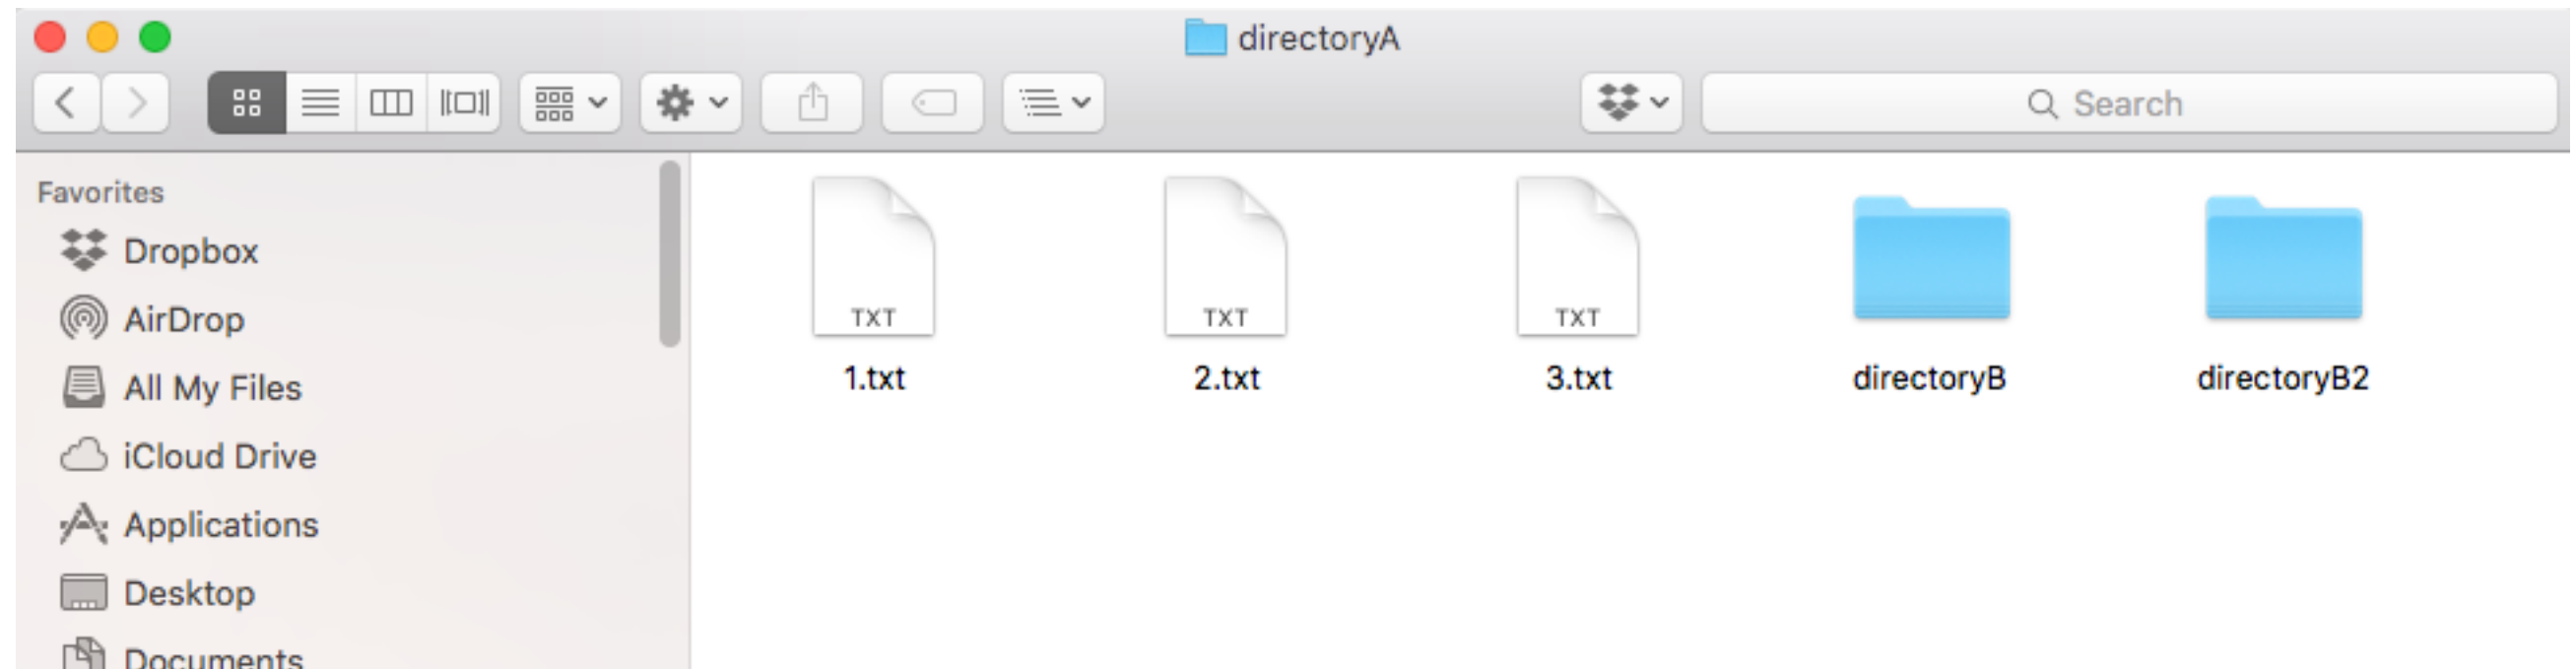 directoryA
Search
Favorites
Dropbox
AirDrop
All My Files
iCloud Drive
Applications
Desktop
Documents
TXT
TXT
TXT
1.txt
2.txt
3.txt
directoryB
directoryB2